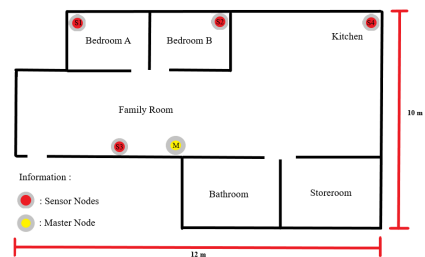 S1
S2
S4
Bedroom A
Bedroom B
Kitchen
Family Room
10 m
S3
M
Information :
: Sensor Nodes
: Master Node
Bathroom
Storeroom
12 m